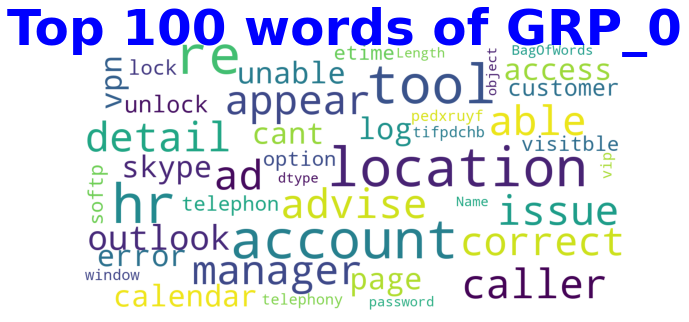 Top 100 words of GRP_0
re
etime
Length
BagOfWords
lock
unable
tool
object
access
vpn
customer
unlock
appear
able
pedxruyf
detail
cant
log
tifpdchb
visitble
skype
option
location
vip
ad
dtype
softp
hr
telephon
advise
Name
issue
outlook
account
correct
error
manager
page
caller
window
calendar
telephony
password